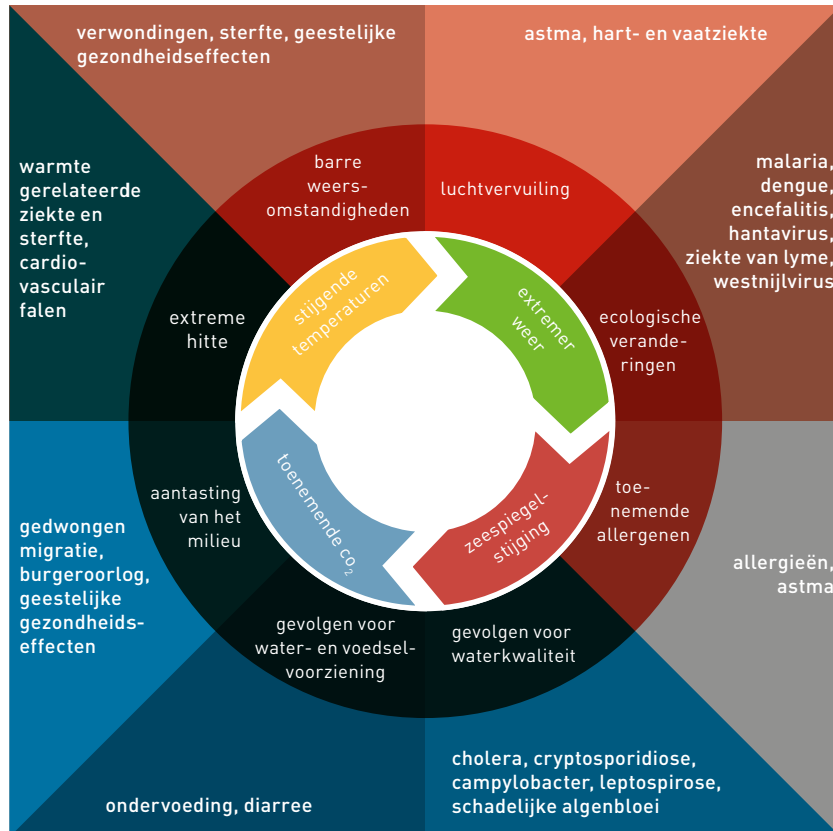 verwondingen, sterfte, geestelijke
gezondheidseffecten
astma, hart- en vaatziekte
malaria,
dengue,
encefalitis,
hantavirus,
ziekte van lyme,
westnijlvirus
allergieën,
astma
cholera, cryptosporidiose,
campylobacter, leptospirose,
schadelijke algenbloei
ondervoeding, diarree
gedwongen
migratie,
burgeroorlog,
geestelijke
gezondheids-
effecten
warmte
gerelateerde
ziekte en
sterfte,
cardio-
vasculair
falen
barre
weers-
omstandigheden
luchtvervuiling
ecologische
verande-
ringen
toe-
nemende
allergenen
gevolgen voor
waterkwaliteit
gevolgen voor
water- en voedsel-
voorziening
aantasting
van het
milieu
extreme
hitte
stijgende
temperaturen
extremer
weer
zeespiegel-
stijging
toenemende co₂